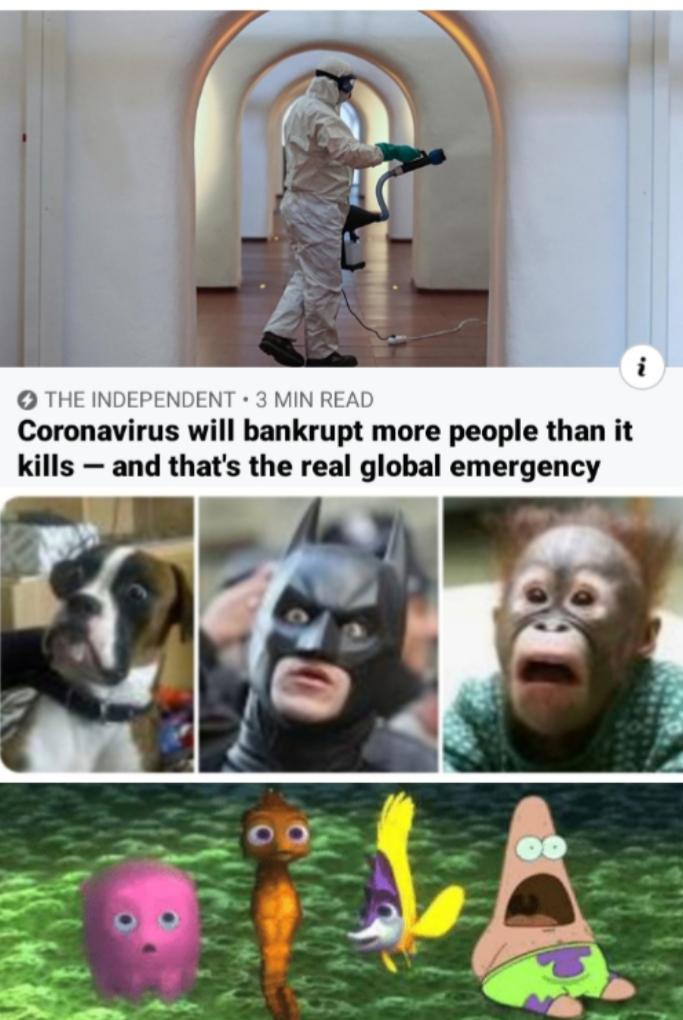 THE INDEPENDENT • 3 MIN READ
Coronavirus will bankrupt more people than it
kills — and that's the real global emergency